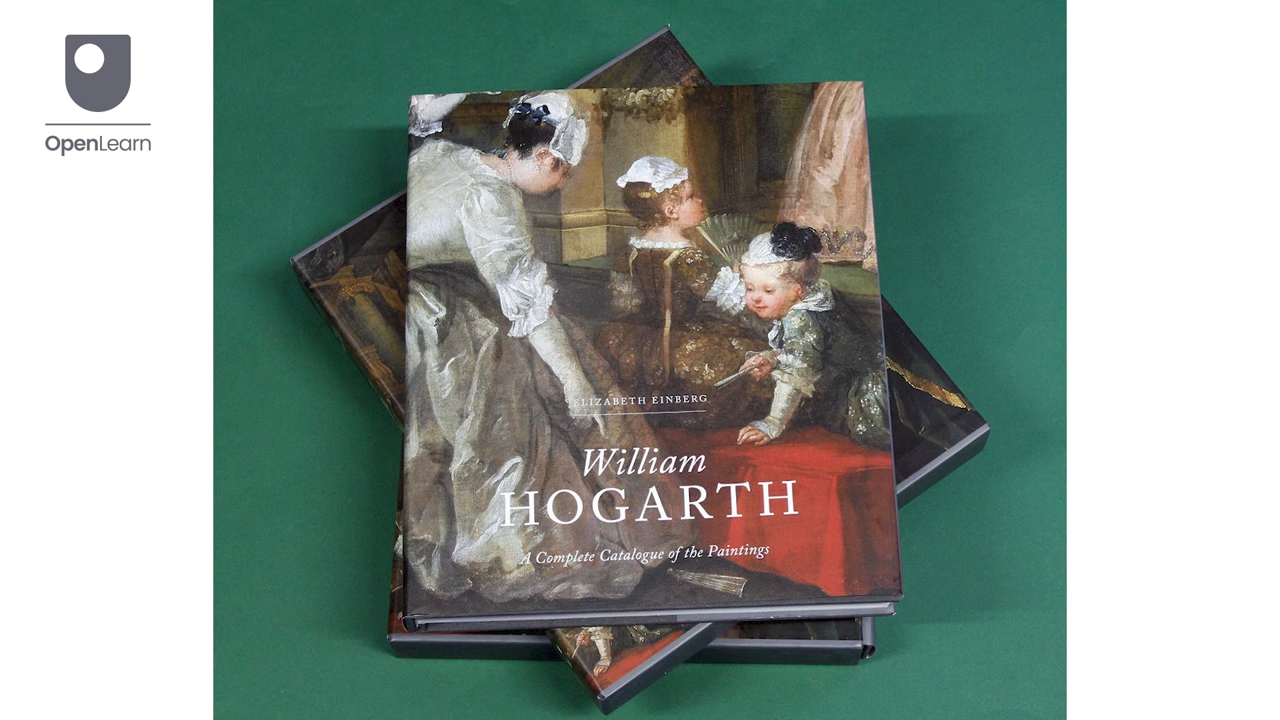 OpenLearn
ELIZABETH EINBERG
William
HOGARTH
A Complete Catalogue of the Paintings